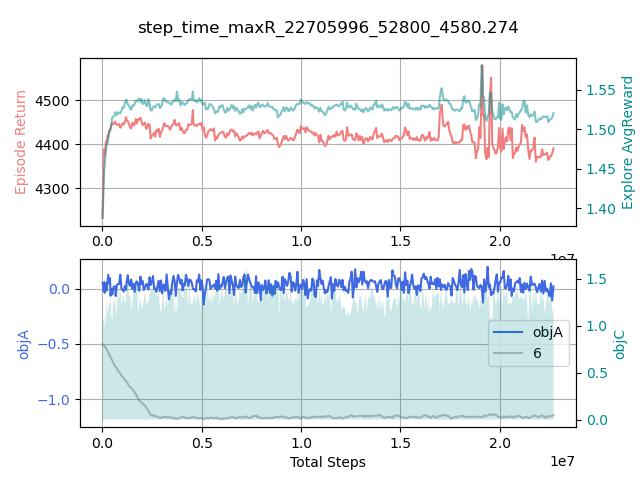 step_time_maxR_22705996_52800_4580.274
Episode Return
4500
4400
4300
1.55
1.50
1.45
1.40
Explore AvgReward
0.0 0.5 1.0 1.5 2.0
objA
0.0
−0.5
−1.0
objA
6
1.5
1.0
0.5
0.0
objC
0.0 0.5 1.0 1.5 2.0
Total Steps
1e7